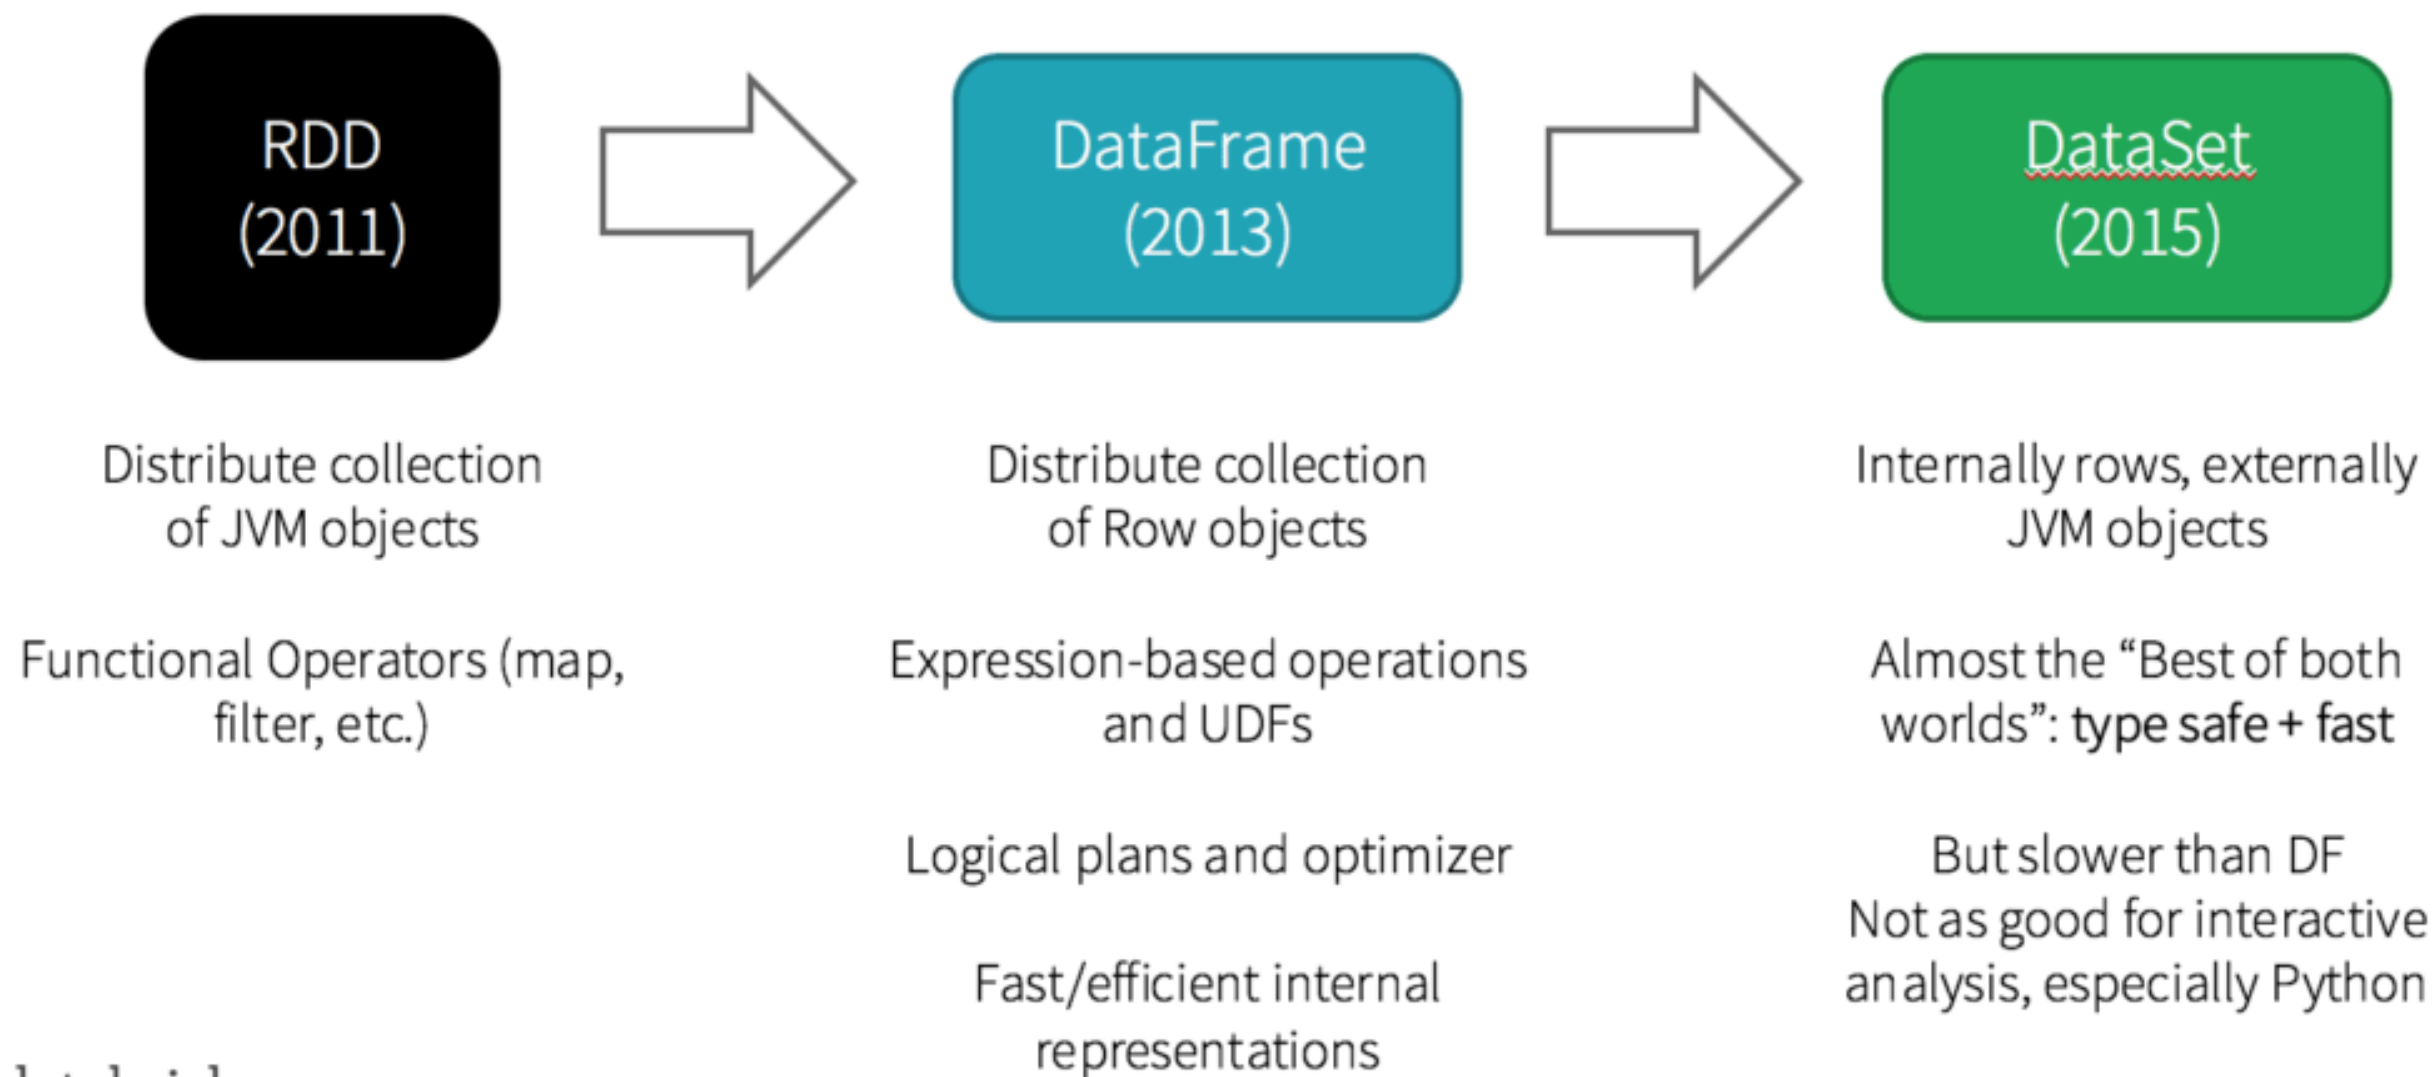 RDD
(2011)
DataFrame
(2013)
DataSet
(2015)
Distribute collection
of JVM objects
Functional Operators (map,
filter, etc.)
Distribute collection
of Row objects
Expression-based operations
and UDFs
Logical plans and optimizer
Fast/efficient internal
representations
Internally rows, externally
JVM objects
Almost the “Best of both
worlds”: type safe + fast
But slower than DF
Not as good for interactive
analysis, especially Python